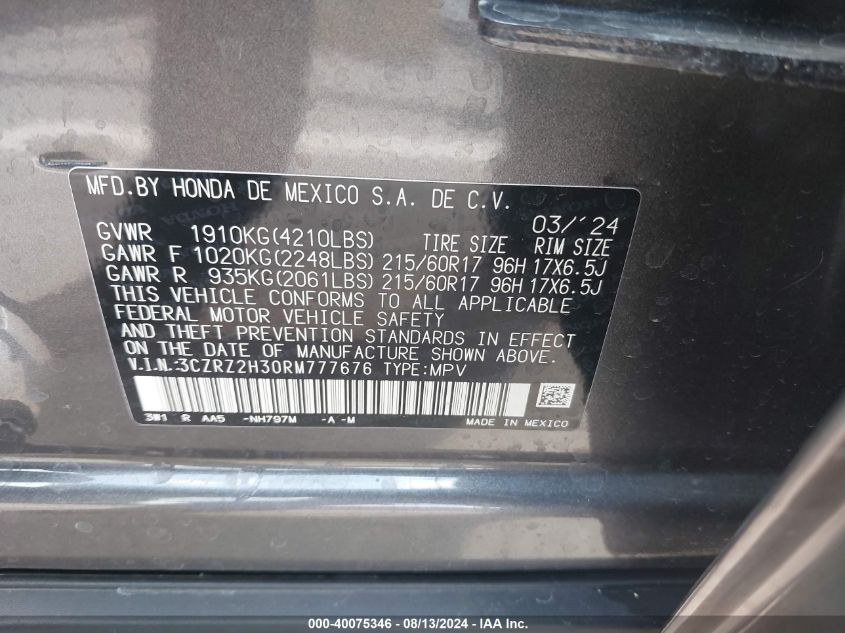 MFD.BY HONDA DE MEXICO S.A. DE C.V.
03/'24
GVWR 1910KG(4210LBS) TIRE SIZE RIM SIZE
GAWR F 1020KG(2248LBS) 215/60R17 96H 17X6.5J
GAWR R 935KG(2061LBS) 215/60R17 96H 17X6.5J
THIS VEHICLE CONFORMS TO ALL APPLICABLE
FEDERAL MOTOR VEHICLE SAFETY
AND THEFT PREVENTION STANDARDS IN EFFECT
ON THE DATE OF MANUFACTURE SHOWN ABOVE.
V.I.N.3CZRZ2H30RM777676 TYPE:MPV
3W1 R AA5 -NH797M -A -M
MADE IN MEXICO
000-40075346 - 08/13/2024 - IAA Inc.